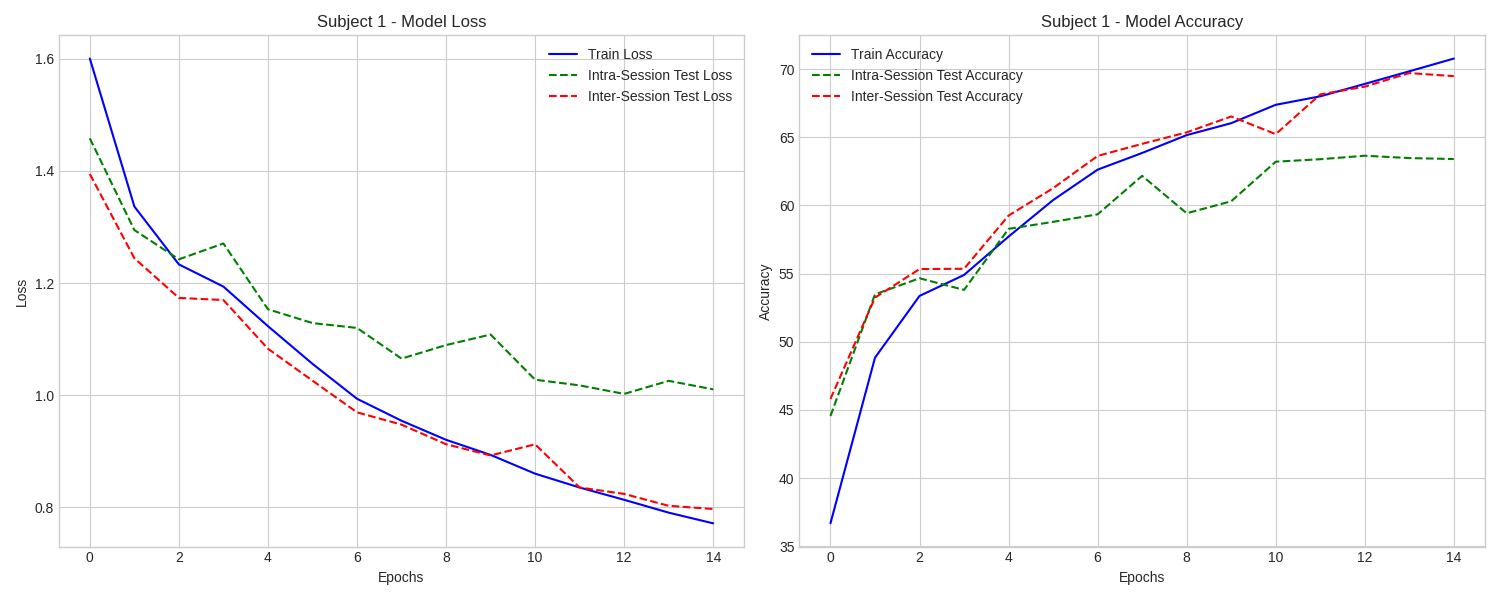 Subject 1 - Model Loss
Loss
1.6
1.4
1.2
1.0
0.8
Train Loss
Intra-Session Test Loss
Inter-Session Test Loss
0 2 4 6 8 10 12 14
Epochs
Subject 1 - Model Accuracy
Accuracy
70
65
60
55
50
45
40
35
Train Accuracy
Intra-Session Test Accuracy
Inter-Session Test Accuracy
0 2 4 6 8 10 12 14
Epochs